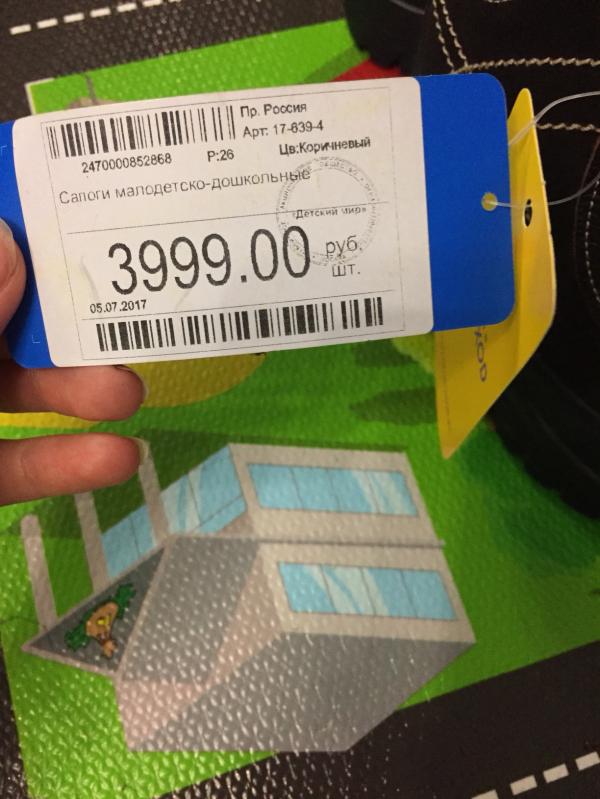 Пр. Россия
Арт: 17-639-4
2470000852868 Р:26 Цв:Коричневый
Сапоги малодетско-дошкольные
«Детский мир»
3999.00 руб.
шт.
05.07.2017